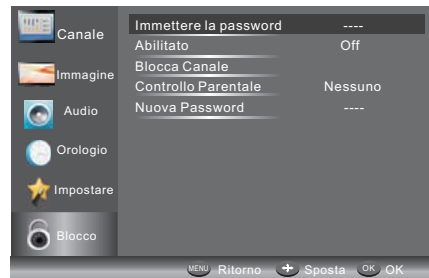 Canale
Immagine
Audio
Orologio
Impostare
Blocco
Immettere la password ----
Abilitato Off
Blocca Canale
Controllo Parentale Nessuno
Nuova Password ----
MENU Ritorno Sposta OK OK